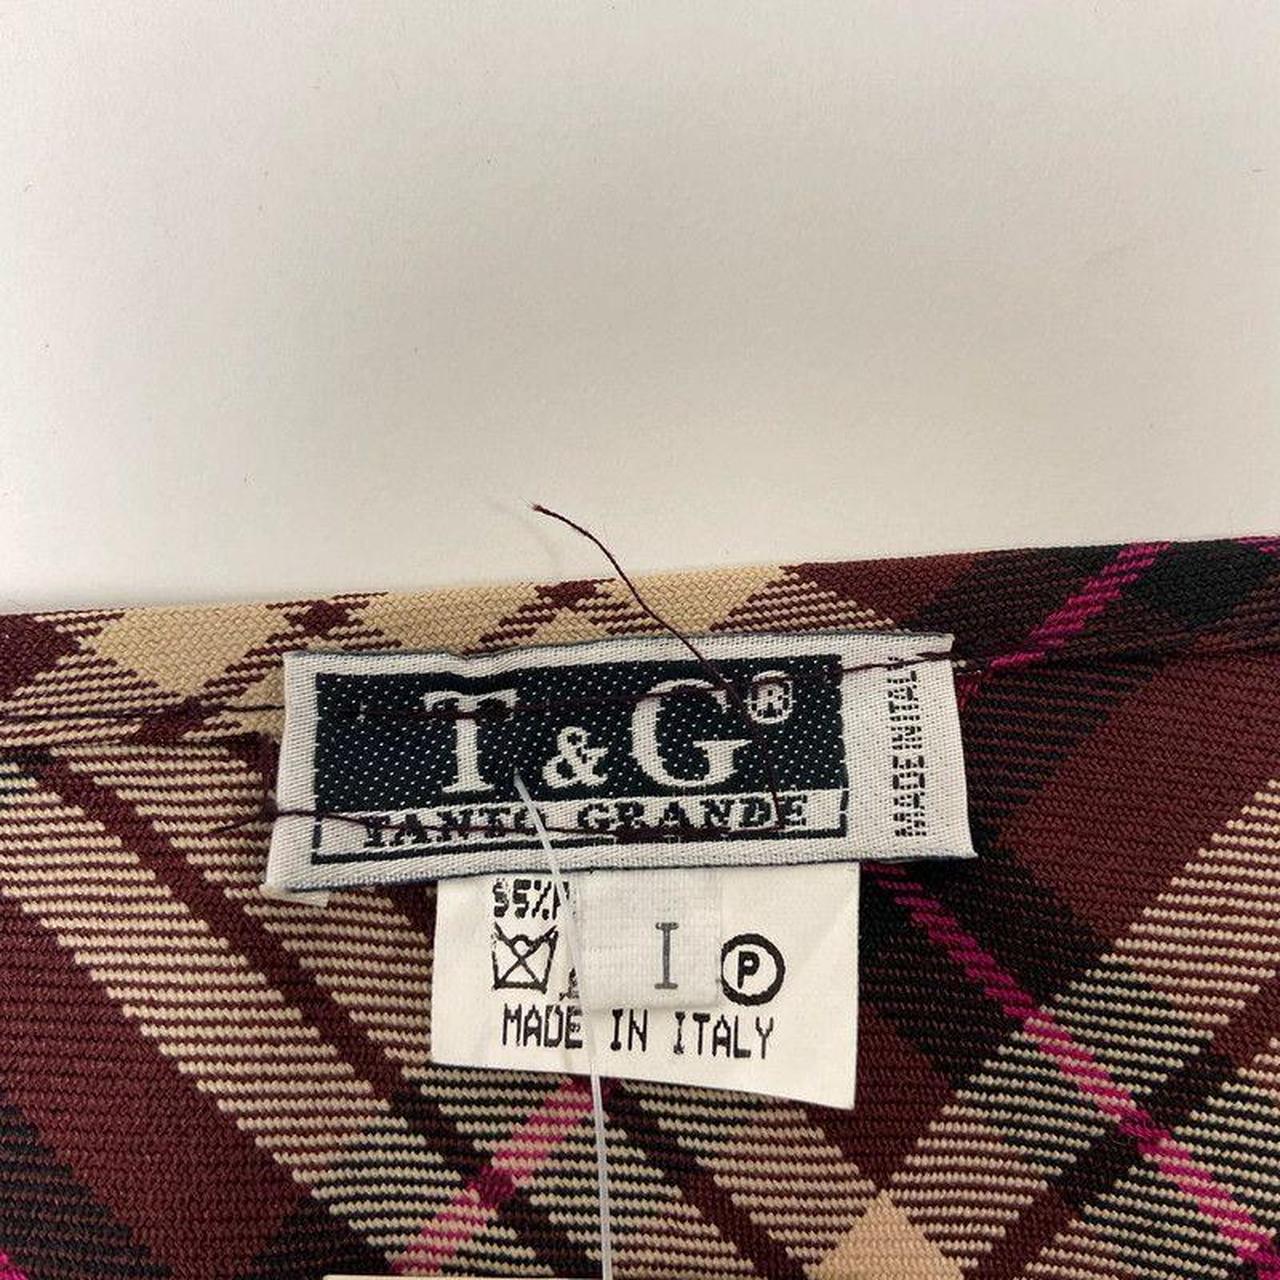 T & G®
TANTO GRANDE
MADE IN ITALY
I
P
MADE IN ITALY